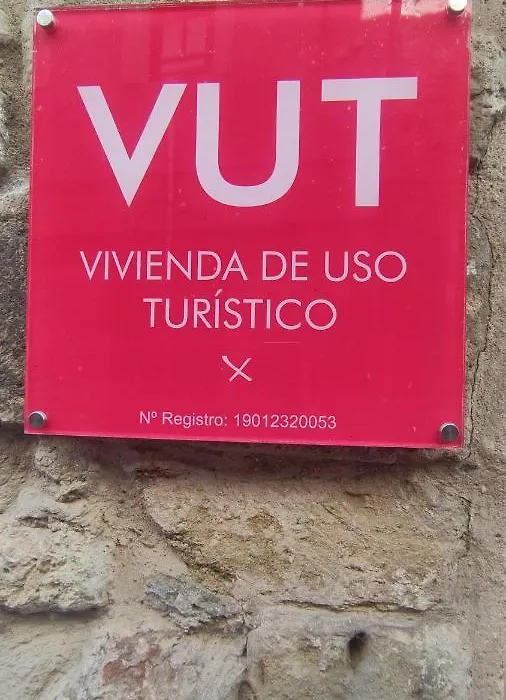 VUT
VIVIENDA DE USO
TURÍSTICO
Nº Registro: 19012320053